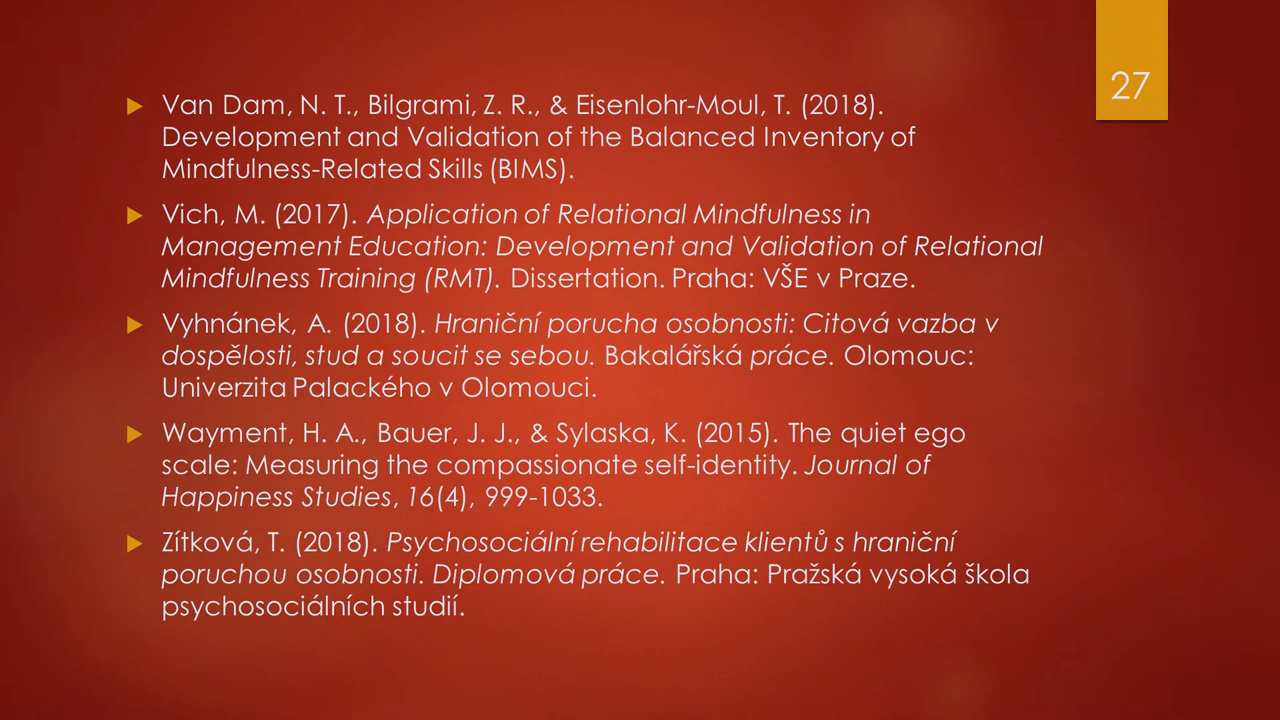 27
Van Dam, N. T., Bilgrami, Z. R., & Eisenlohr-Moul, T. (2018).
Development and Validation of the Balanced Inventory of
Mindfulness-Related Skills (BIMS).
Vich, M. (2017). Application of Relational Mindfulness in
Management Education: Development and Validation of Relational
Mindfulness Training (RMT). Dissertation. Praha: VŠE v Praze.
Vyhnánek, A. (2018). Hraniční porucha osobnosti: Citová vazba v
dospělosti, stud a soucit se sebou. Bakalářská práce. Olomouc:
Univerzita Palackého v Olomouci.
Wayment, H. A., Bauer, J. J., & Sylaska, K. (2015). The quiet ego
scale: Measuring the compassionate self-identity. Journal of
Happiness Studies, 16(4), 999-1033.
Zítková, T. (2018). Psychosociální rehabilitace klientů s hraniční
poruchou osobnosti. Diplomová práce. Praha: Pražská vysoká škola
psychosociálních studií.